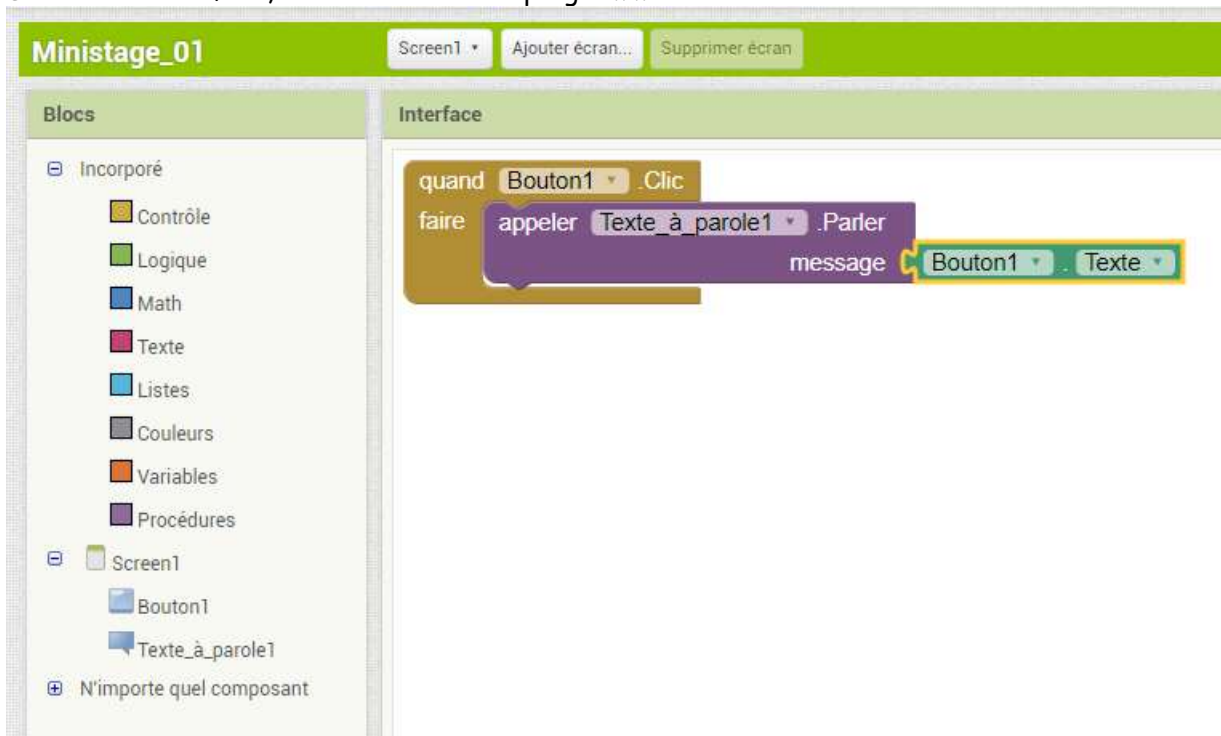 Ministage_01 Screen1 Ajouter écran... Supprimer écran
Blocs
Interface
Incorporé
Contrôle
Logique
Math
Texte
Listes
Couleurs
Variables
Procédures
Screen1
Bouton1
Texte_à_parole1
N'importe quel composant
quand Bouton1 .Clic
faire appeler Texte_à_parole1 .Parler
message Bouton1 . Texte